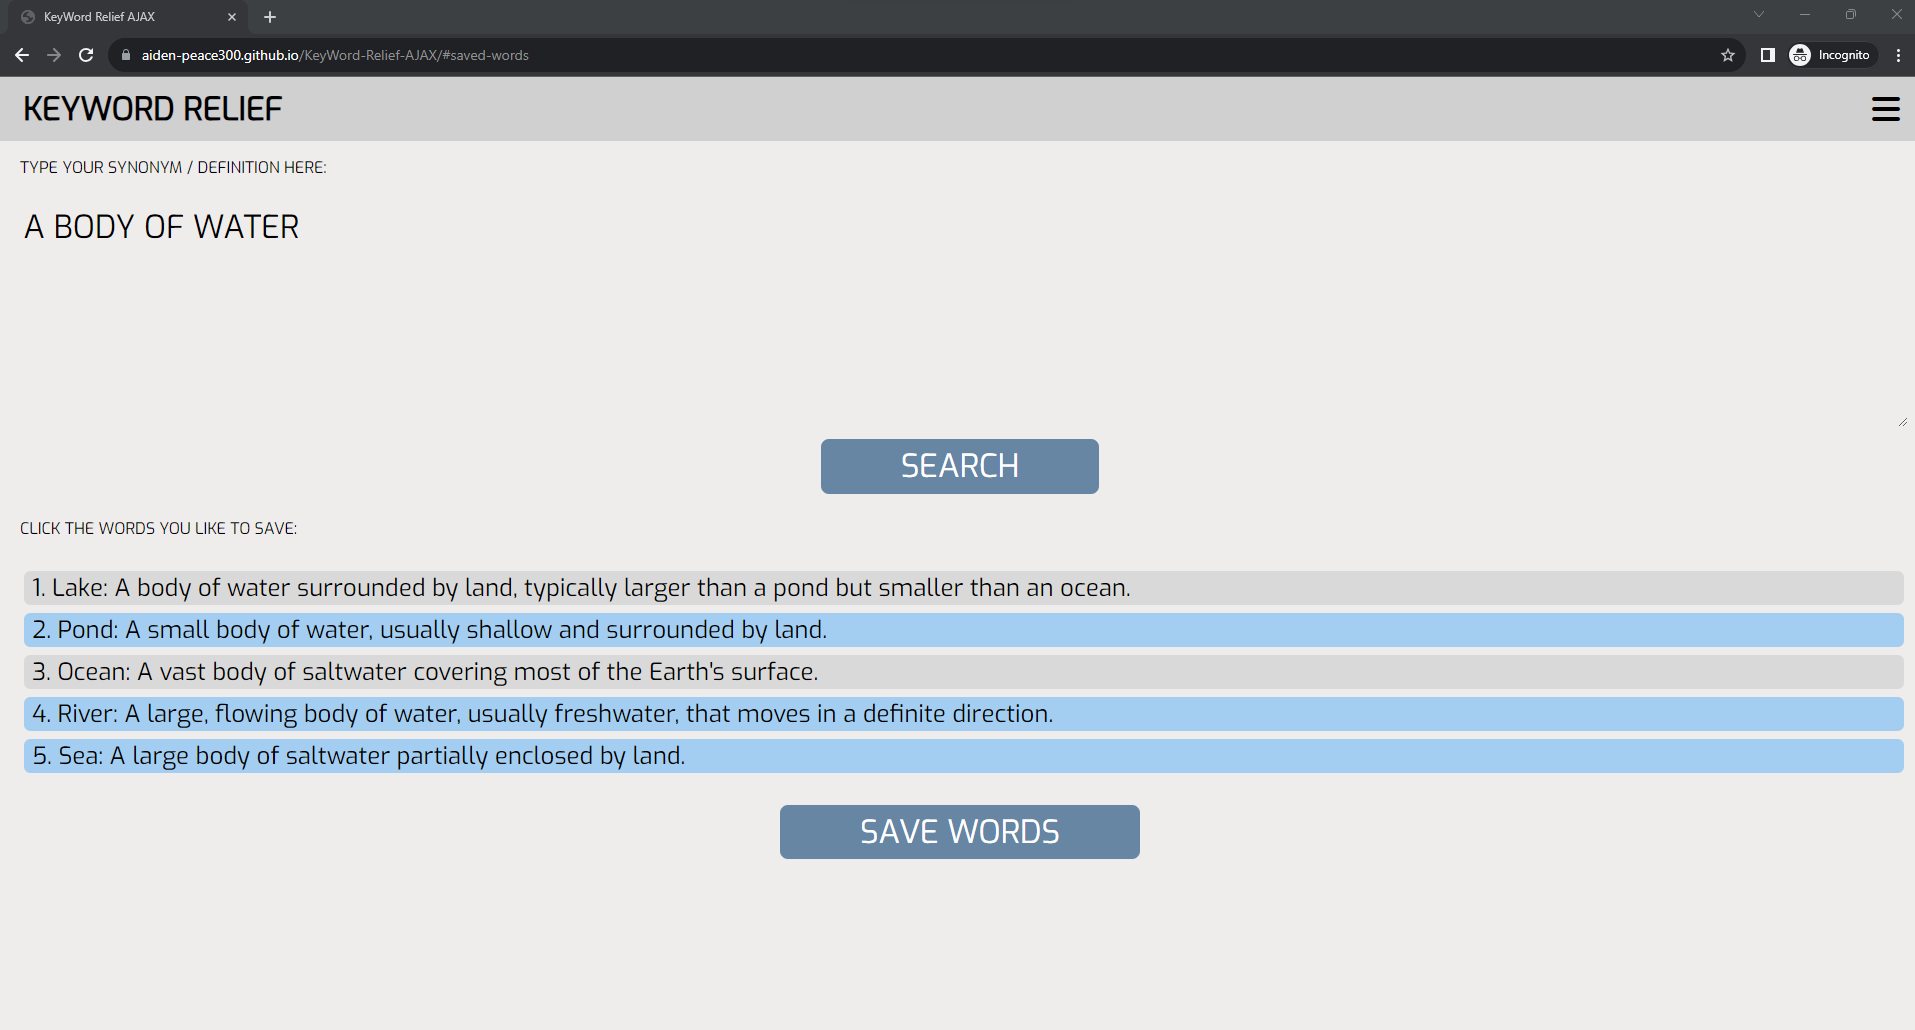 KeyWord Relief AJAX
aiden-peace300.github.io/KeyWord-Relief-AJAX/#saved-words
Incognito
KEYWORD RELIEF
TYPE YOUR SYNONYM / DEFINITION HERE:
A BODY OF WATER
SEARCH
CLICK THE WORDS YOU LIKE TO SAVE:
1. Lake: A body of water surrounded by land, typically larger than a pond but smaller than an ocean.
2. Pond: A small body of water, usually shallow and surrounded by land.
3. Ocean: A vast body of saltwater covering most of the Earth's surface.
4. River: A large, flowing body of water, usually freshwater, that moves in a definite direction.
5. Sea: A large body of saltwater partially enclosed by land.
SAVE WORDS